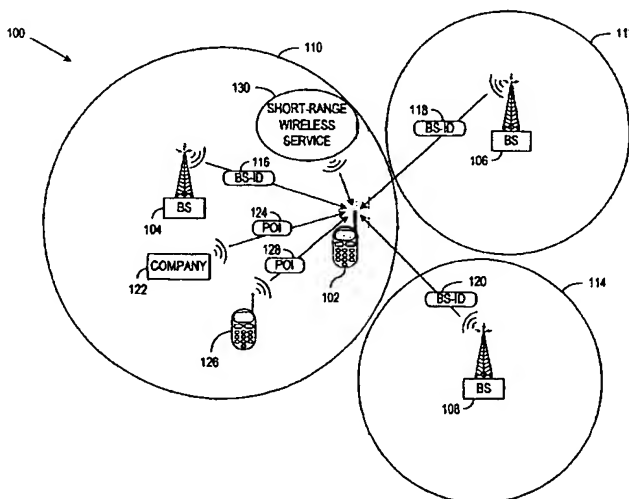 100
110
130
SHORT-RANGE
WIRELESS
SERVICE
118
BS-ID
BS
106
116
BS-ID
104
BS
124
POI
128
POI
COMPANY
122
102
126
120
BS-ID
114
BS
108